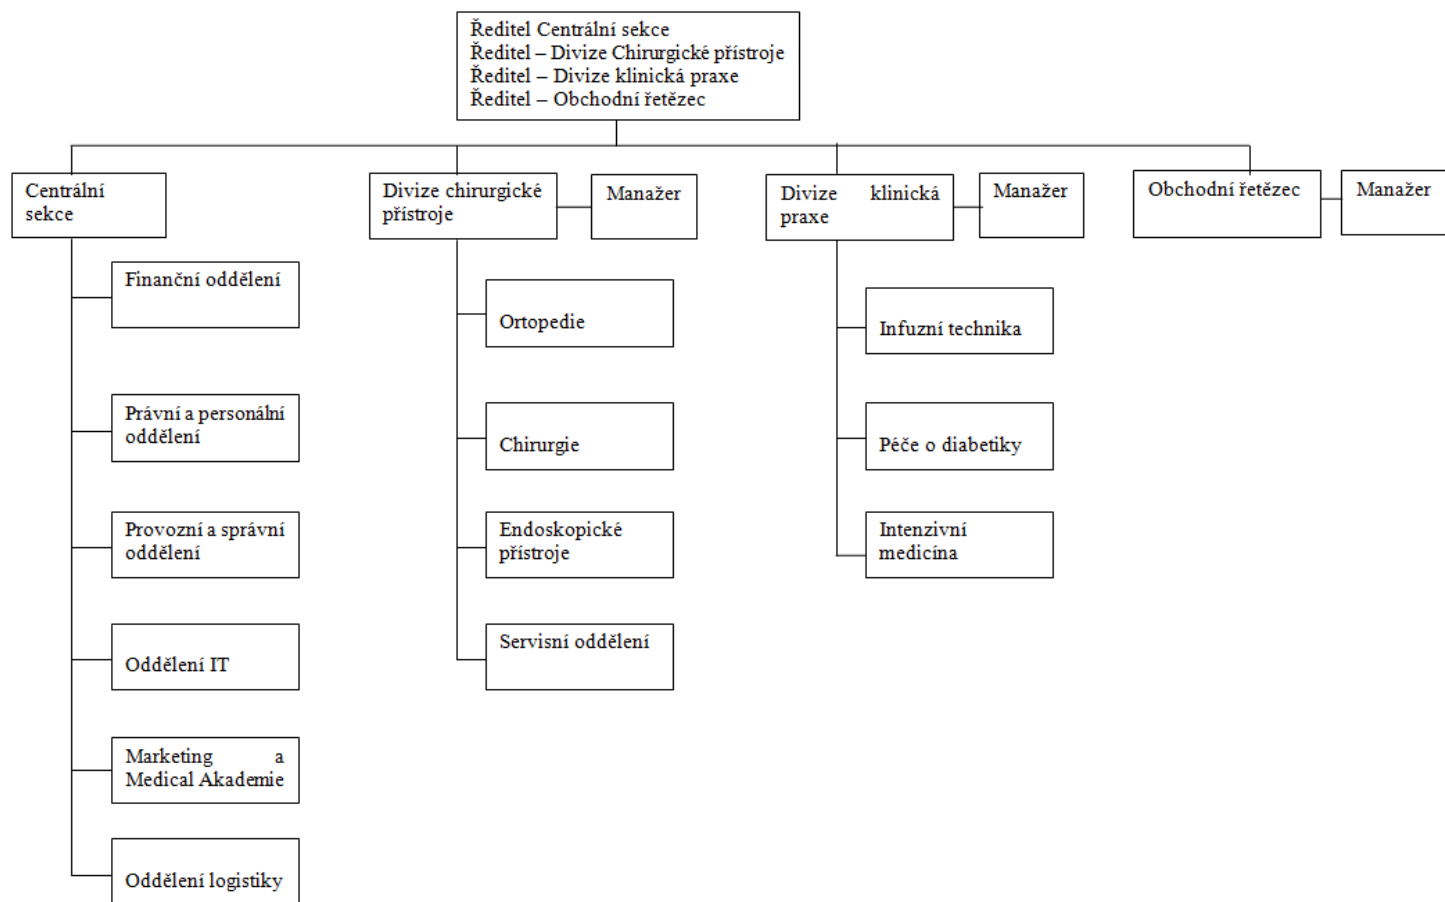 Ředitel Centrální sekce
Ředitel – Divize Chirurgické přístroje
Ředitel – Divize klinická praxe
Ředitel – Obchodní řetězec
Centrální
sekce
Divize chirurgické
přístroje
Manažer
Divize klinická
praxe
Manažer
Obchodní řetězec
Manažer
Finanční oddělení
Právní a personální
oddělení
Provozní a správní
oddělení
Oddělení IT
Marketing a
Medical Akademie
Oddělení logistiky
Ortopedie
Chirurgie
Endoskopické
přístroje
Servisní oddělení
Infuzní technika
Péče o diabetiky
Intenzivní
medicína